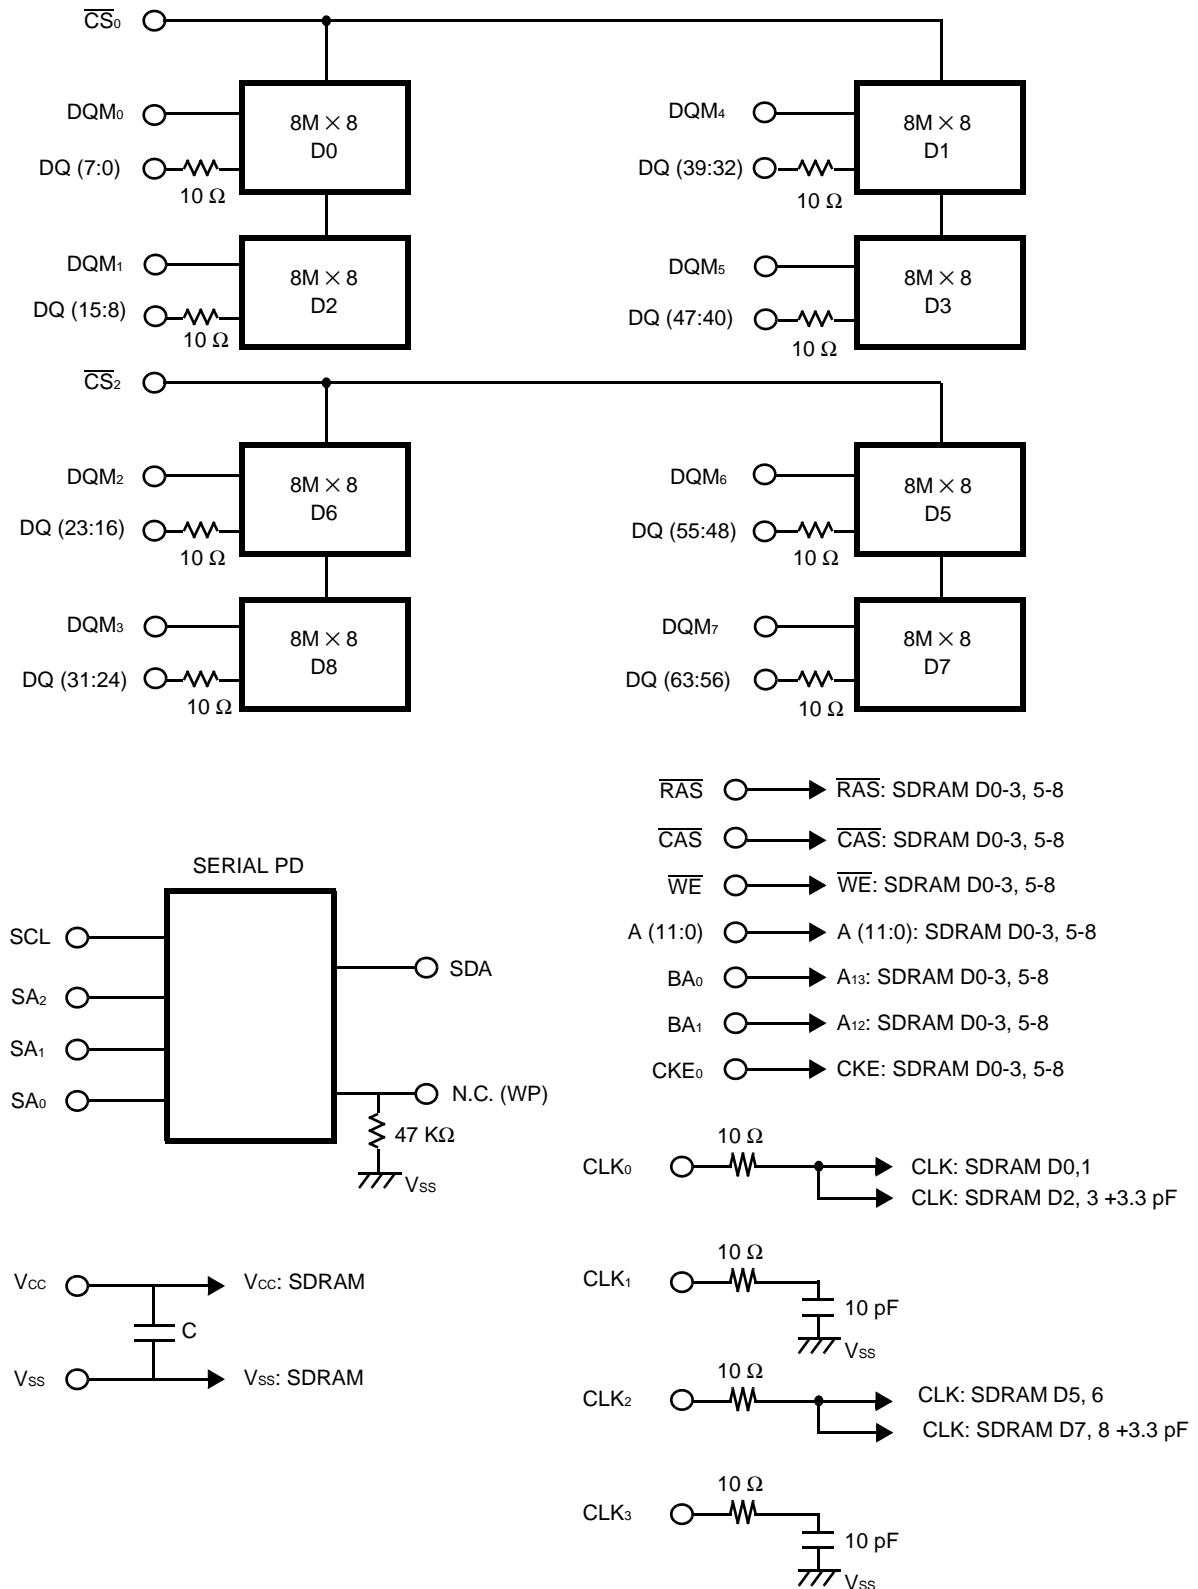 CS0
DQM0
8M × 8
D0
DQ (7:0)
10 Ω
DQM4
8M × 8
D1
DQ (39:32)
10 Ω
DQM1
8M × 8
D2
DQ (15:8)
10 Ω
DQM5
8M × 8
D3
DQ (47:40)
10 Ω
CS2
DQM2
8M × 8
D6
DQ (23:16)
10 Ω
DQM6
8M × 8
D5
DQ (55:48)
10 Ω
DQM3
8M × 8
D8
DQ (31:24)
10 Ω
DQM7
8M × 8
D7
DQ (63:56)
10 Ω
SERIAL PD
SCL
SA2
SA1
SA0
SDA
N.C. (WP)
47 KΩ
VSS
VCC
VCC: SDRAM
C
VSS
VSS: SDRAM
RAS
RAS: SDRAM D0-3, 5-8
CAS
CAS: SDRAM D0-3, 5-8
WE
WE: SDRAM D0-3, 5-8
A (11:0)
A (11:0): SDRAM D0-3, 5-8
BA0
A13: SDRAM D0-3, 5-8
BA1
A12: SDRAM D0-3, 5-8
CKE0
CKE: SDRAM D0-3, 5-8
10 Ω
CLK0
CLK: SDRAM D0,1
CLK: SDRAM D2, 3 +3.3 pF
10 Ω
CLK1
10 pF
VSS
10 Ω
CLK2
CLK: SDRAM D5, 6
CLK: SDRAM D7, 8 +3.3 pF
10 Ω
CLK3
10 pF
VSS